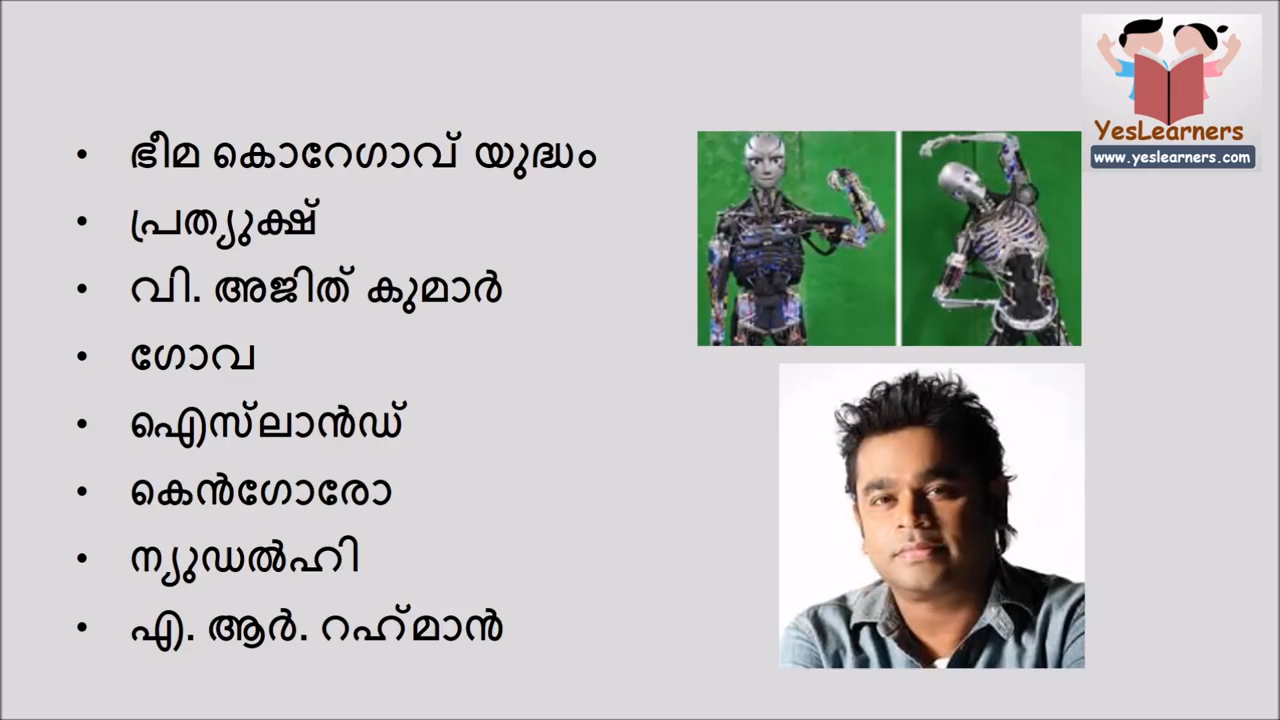 • ഭീമ കൊറേഗാവ് യുദ്ധം
• പ്രത്യുക്ഷ്
• വി. അജിത് കുമാർ
• ഗോവ
• ഐസ്‌ലാൻഡ്
• കെൻഗോരോ
• ന്യുഡൽഹി
• എ. ആർ. റഹ്‌മാൻ
YesLearners
www.yeslearners.com